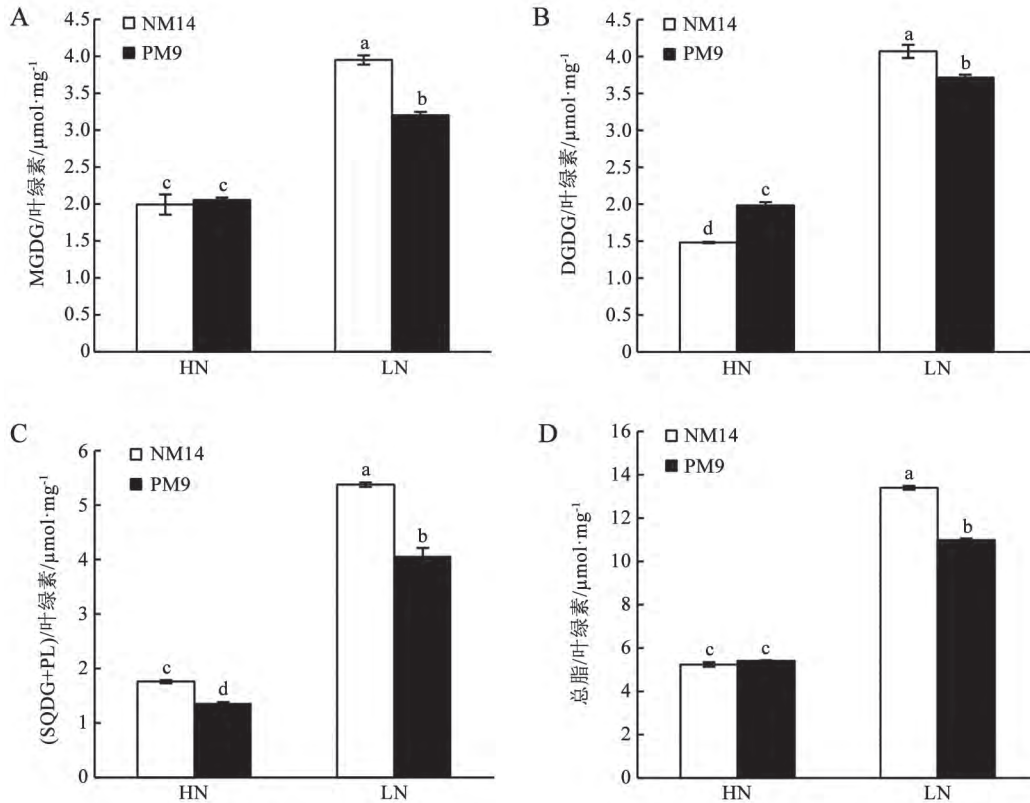 A
NM14
PM9
MGDG/叶绿素/μmol·mg⁻¹
4.5
4.0
3.5
3.0
2.5
2.0
1.5
1.0
0.5
0
c
c
a
b
HN
LN
B
NM14
PM9
DGDG/叶绿素/μmol·mg⁻¹
4.5
4.0
3.5
3.0
2.5
2.0
1.5
1.0
0.5
0
d
c
a
b
HN
LN
C
NM14
PM9
(SQDG+PL)/叶绿素/μmol·mg⁻¹
6
5
4
3
2
1
0
c
d
a
b
HN
LN
D
NM14
PM9
总脂/叶绿素/μmol·mg⁻¹
16
14
12
10
8
6
4
2
0
c
c
a
b
HN
LN